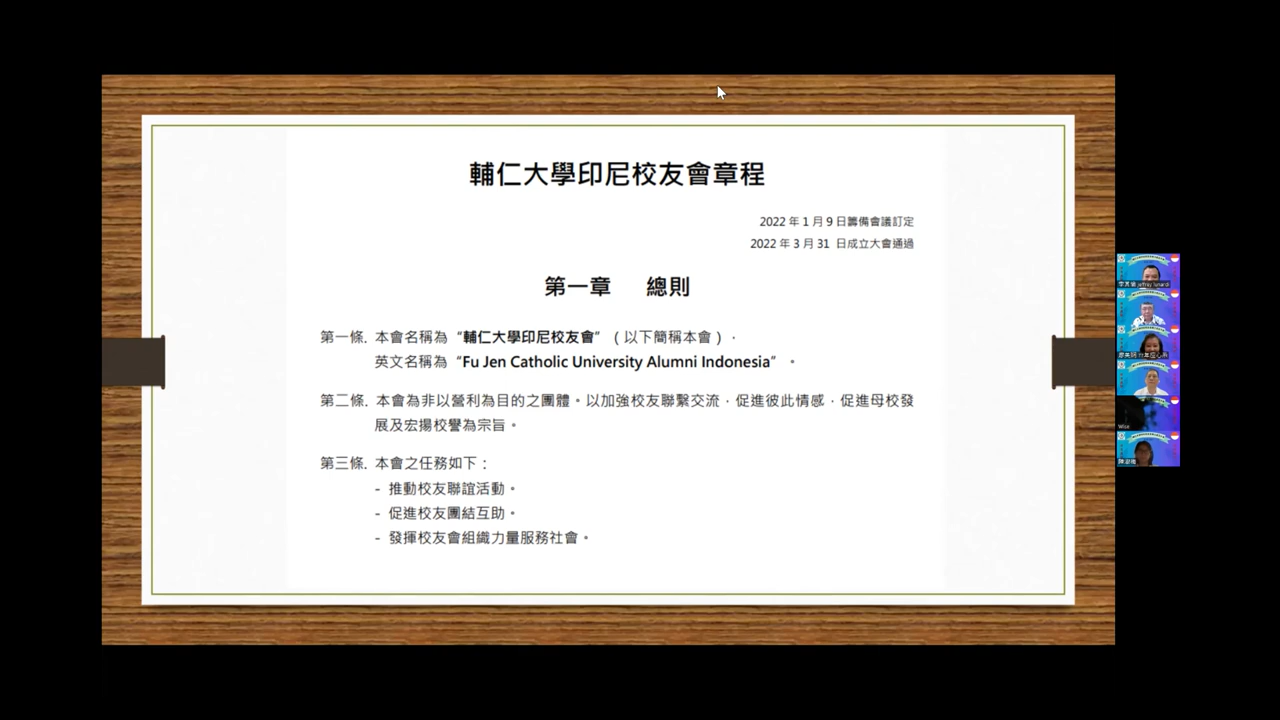 輔仁大學印尼校友會章程
2022 年 1 月 9 日籌備會議訂定
2022 年 3 月 31 日成立大會通過
第一章 總則
第一條. 本會名稱為“輔仁大學印尼校友會”（以下簡稱本會），
英文名稱為“Fu Jen Catholic University Alumni Indonesia”。
第二條. 本會為非以營利為目的之團體。以加強校友聯繫交流，促進彼此情感，促進母校發
展及宏揚校譽為宗旨。
第三條. 本會之任務如下：
- 推動校友聯誼活動。
- 促進校友團結互助。
- 發揮校友會組織力量服務社會。
Wise